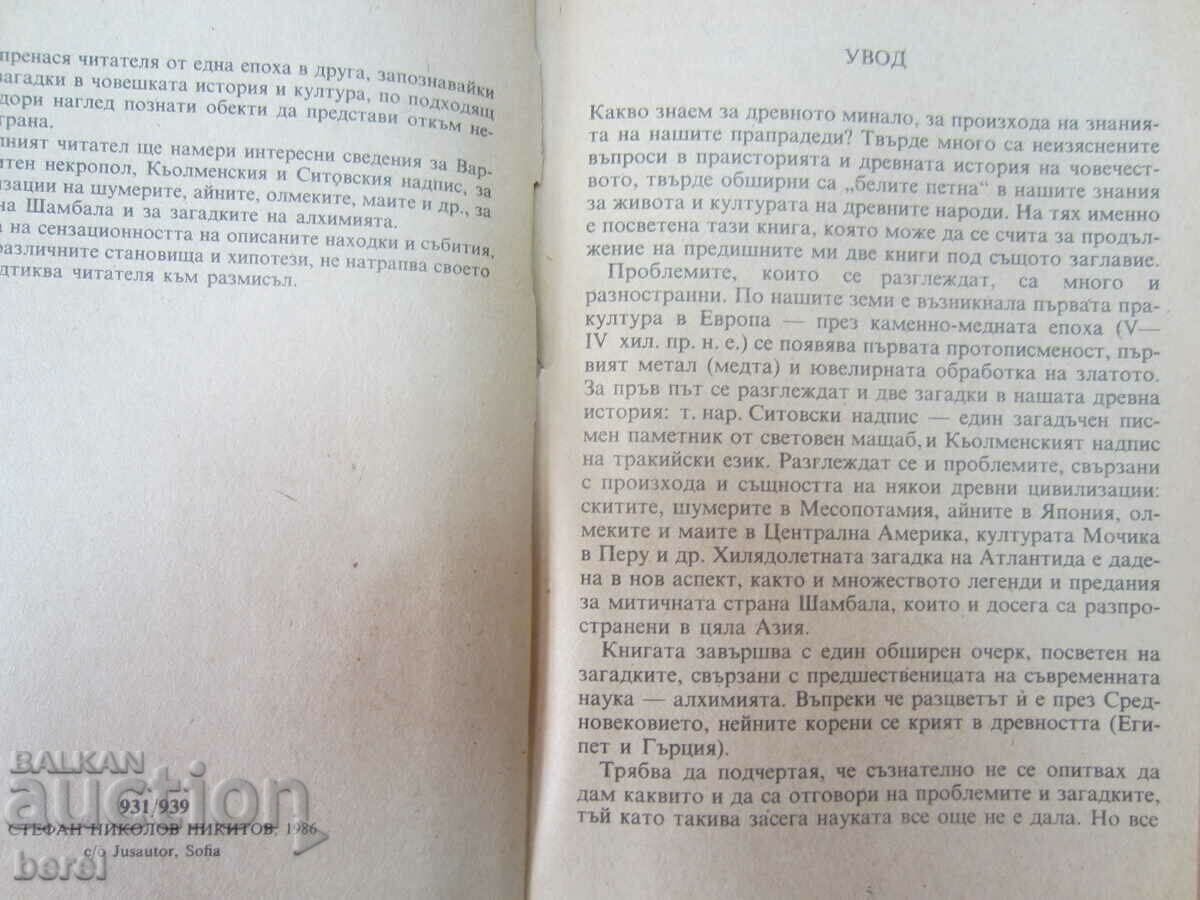 пренася читателя от една епоха в друга, запознавайки
загадки в човешката история и култура, по подходящ
дори наглед познати обекти да представи откъм не-
трана.
лният читател ще намери интересни сведения за Вар-
итен некропол, Кьолменския и Ситовския надпис, за
изации на шумерите, айните, олмеките, маите и др., за
на Шамбала и за загадките на алхимията.
а на сензационността на описаните находки и събития,
различните становища и хипотези, не натрапва своето
дтиква читателя към размисъл.
BALKAN
auction
931/939
СТЕФАН НИКОЛОВ НИКИТОВ, 1986
c/o Jusautor, Sofia
berel
УВОД
Какво знаем за древното минало, за произхода на знания-
та на нашите прапрадеди? Твърде много са неизяснените
въпроси в праисторията и древната история на човечест-
вото, твърде обширни са „белите петна“ в нашите знания
за живота и културата на древните народи. На тях именно
е посветена тази книга, която може да се счита за продъл-
жение на предишните ми две книги под същото заглавие.
Проблемите, които се разглеждат, са много и
разностранни. По нашите земи е възникнала първата пра-
култура в Европа — през каменно-медната епоха (V—
IV хил. пр. н. е.) се появява първата протописменост, пър-
вият метал (медта) и ювелирната обработка на златото.
За пръв път се разглеждат и две загадки в нашата древна
история: т. нар. Ситовски надпис — един загадъчен пис-
мен паметник от световен мащаб, и Кьолменският надпис
на тракийски език. Разглеждат се и проблемите, свързани
с произхода и същността на някои древни цивилизации:
скитите, шумерите в Месопотамия, айните в Япония, ол-
меките и маите в Централна Америка, културата Мочика
в Перу и др. Хилядолетната загадка на Атлантида е даде-
на в нов аспект, както и множеството легенди и предания
за митичната страна Шамбала, които и досега са разпро-
странени в цяла Азия.
Книгата завършва с един обширен очерк, посветен на
загадките, свързани с предшественицата на съвременната
наука — алхимията. Въпреки че разцветът ѝ е през Сред-
новековието, нейните корени се крият в древността (Еги-
пет и Гърция).
Трябва да подчертая, че съзнателно не се опитвах да
дам каквито и да са отговори на проблемите и загадките,
тъй като такива засега науката все още не е дала. Но все
5